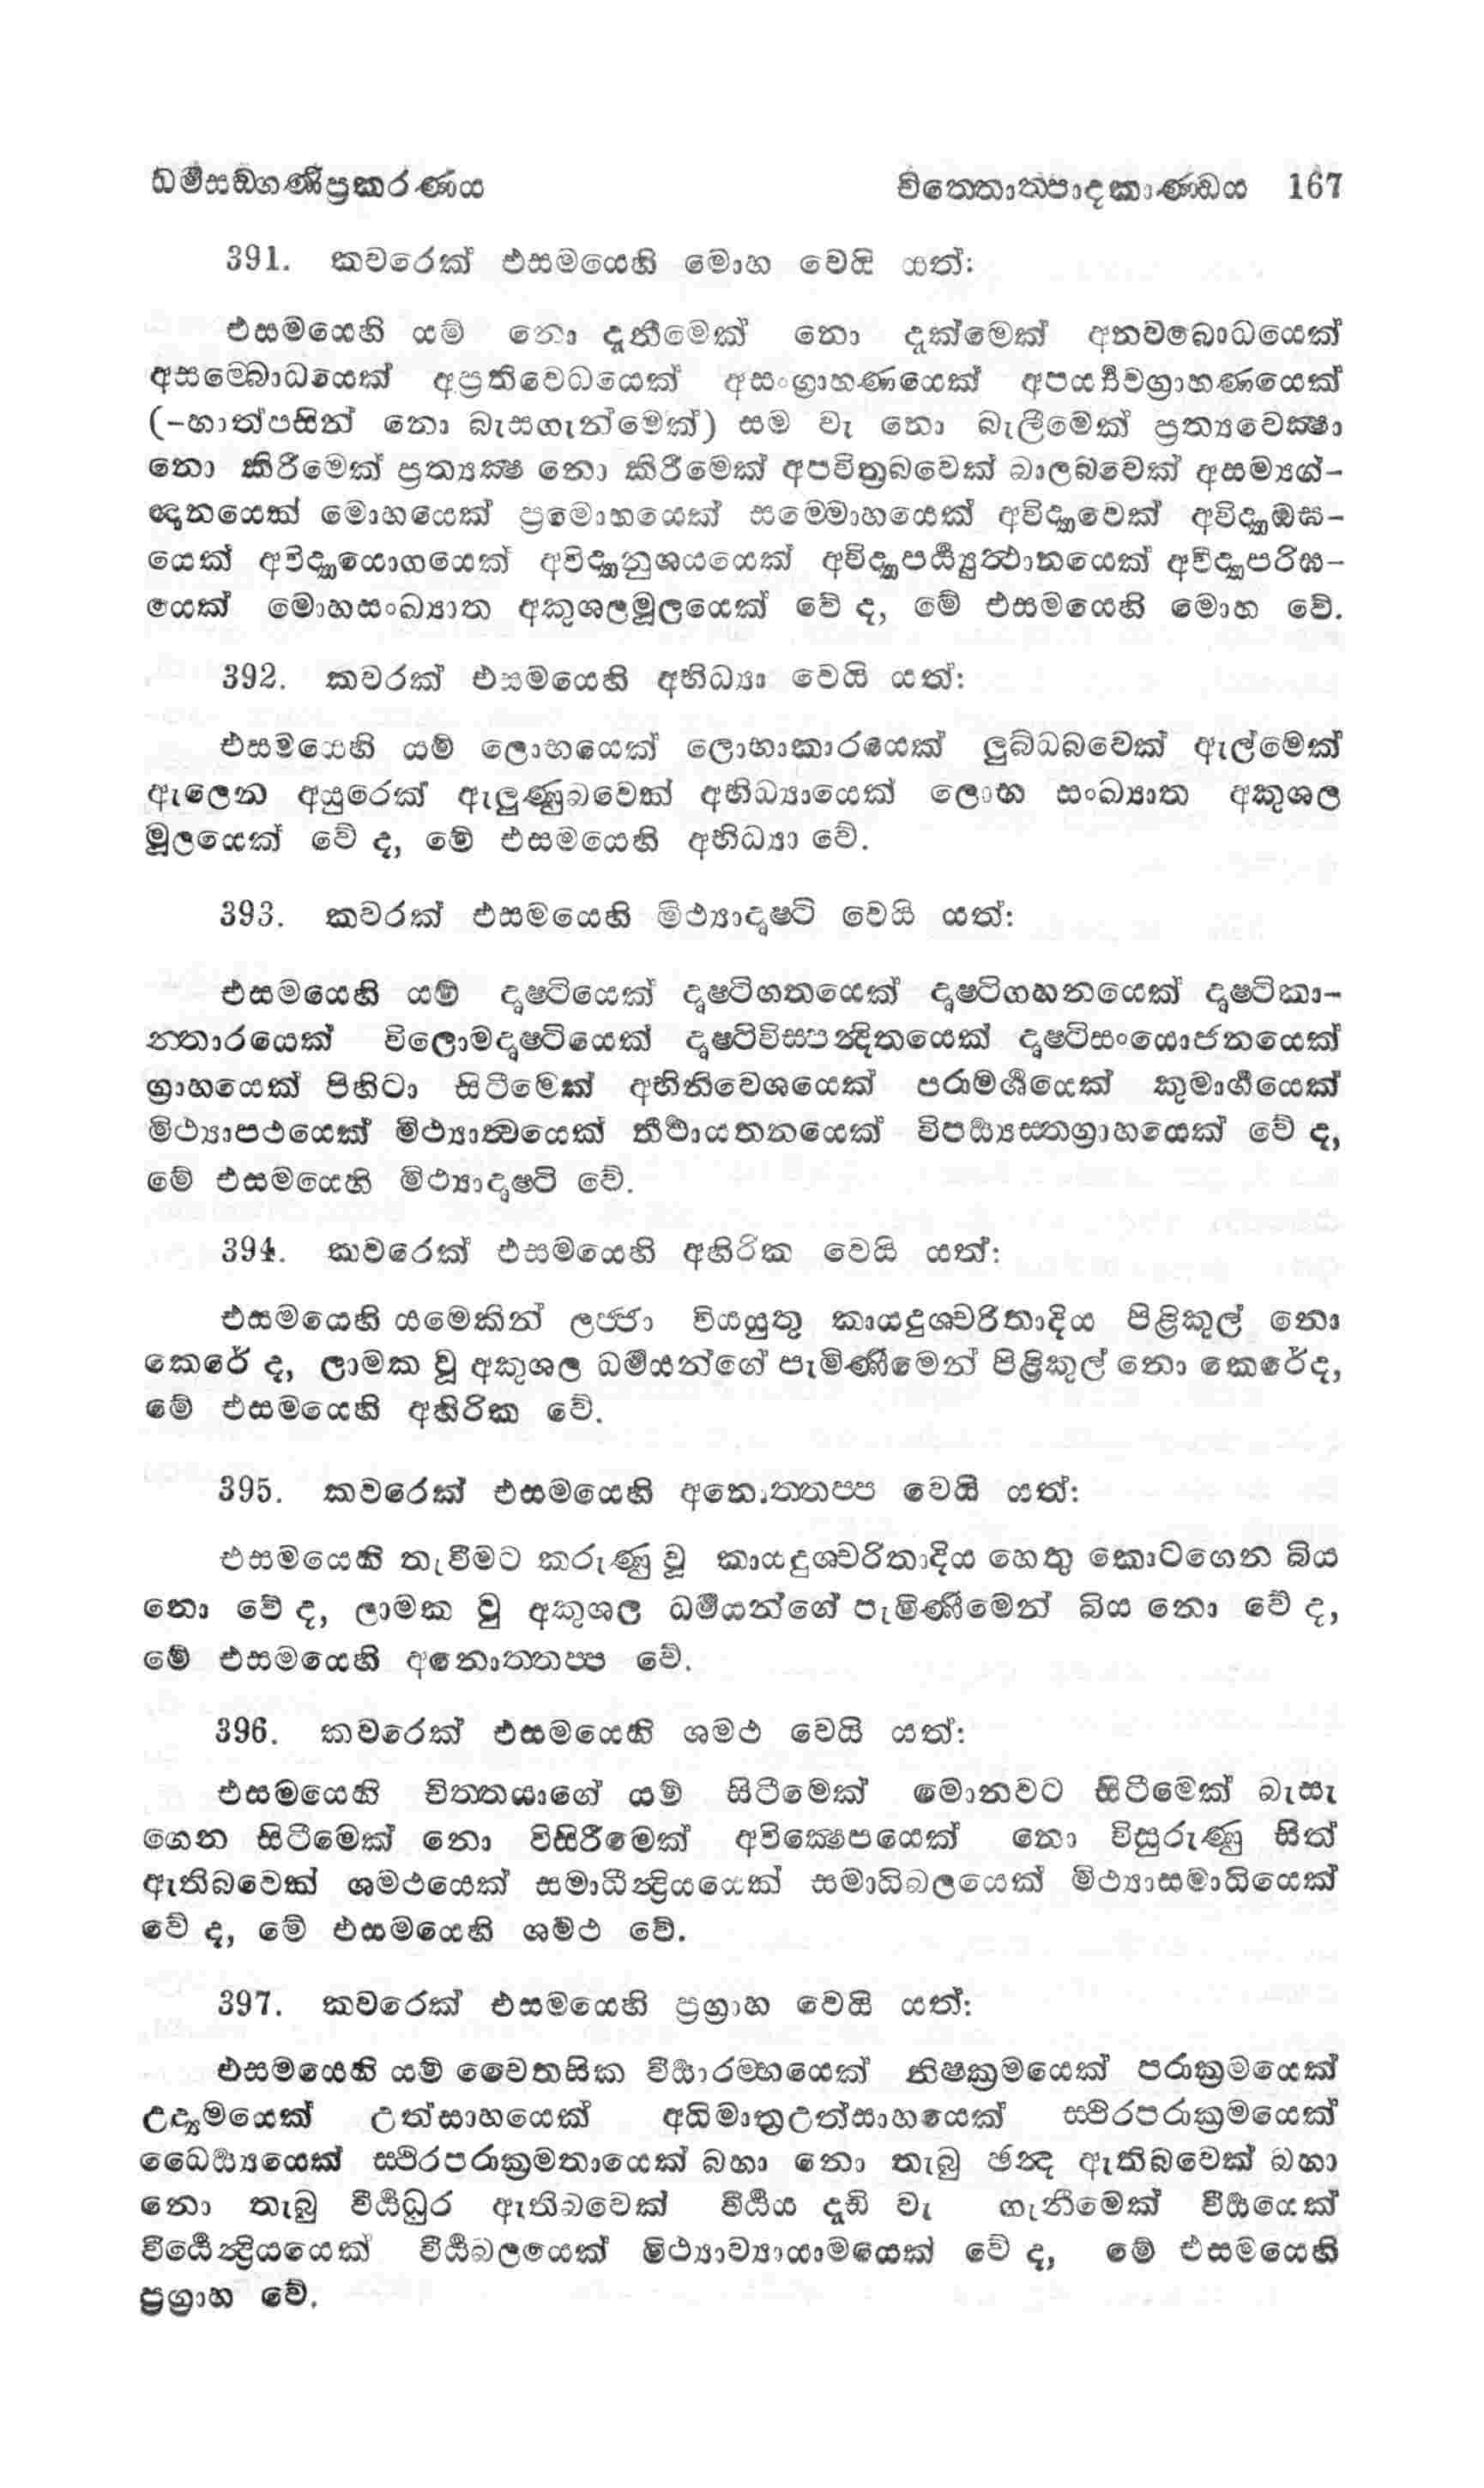 ධර්‍මසඞ්ගණිප්‍රකරණය චිත්තොත්පාදකාණ්ඩය 167
391. කවරෙක් එසමයෙහි මොහ වෙයි යත්:
එසමයෙහි යම් නො දැනීමෙක් නො දැක්මෙක් අනවබොධයෙක්
අසම්බොධයෙක් අප්‍රතිවෙධයෙක් අසංග්‍රාහණයෙක් අපර්‍ය්‍යවග්‍රාහණයෙක්
(-හාත්පසින් නො බැසගැන්මෙක්) සම වැ නො බැලීමෙක් ප්‍රත්‍යවෙක්‍ෂා
නො කිරීමෙක් ප්‍රත්‍යක්‍ෂ නො කිරීමෙක් අපවිත්‍රබවෙක් බාලබවෙක් අසම්‍යග්-
ඥානයෙක් මොහයෙක් ප්‍රමොහයෙක් සම්මොහයෙක් අවිද්‍යාවෙක් අවිද්‍යාඔඝ-
යෙක් අවිද්‍යායොගයෙක් අවිද්‍යානුශයයෙක් අවිද්‍යාපර්‍ය්‍යුත්ථානයෙක් අවිද්‍යාපරිඝ-
යෙක් මොහසංඛ්‍යාත අකුශලමූලයෙක් වේ ද, මේ එසමයෙහි මොහ වේ.
392. කවරක් එසමයෙහි අභිධ්‍යා වෙයි යත්:
එසමයෙහි යම් ලොභයෙක් ලොභාකාරයෙක් ලුබ්ධබවෙක් ඇල්මෙක්
ඇලෙන අයුරෙක් ඇලුණුබවෙක් අභිධ්‍යායෙක් ලොභ සංඛ්‍යාත අකුශල
මූලයෙක් වේ ද, මේ එසමයෙහි අභිධ්‍යා වේ.
393. කවරක් එසමයෙහි මිථ්‍යාදෘෂ්ටි වෙයි යත්:
එසමයෙහි යම් දෘෂ්ටියෙක් දෘෂ්ටිගතයෙක් දෘෂ්ටිගහනයෙක් දෘෂ්ටිකා-
න්තාරයෙක් විලොමදෘෂ්ටියෙක් දෘෂ්ටිවිස්පන්දිතයෙක් දෘෂ්ටිසංයොජනයෙක්
ග්‍රාහයෙක් පිහිටා සිටීමෙක් අභිනිවෙශයෙක් පරාමර්‍ශයෙක් කුමාර්‍ගයෙක්
මිථ්‍යාපථයෙක් මිථ්‍යාත්‍වයෙක් තීර්‍ථායතනයෙක් විපර්‍ය්‍යස්තග්‍රාහයෙක් වේ ද,
මේ එසමයෙහි මිථ්‍යාදෘෂ්ටි වේ.
394. කවරෙක් එසමයෙහි අහිරික වෙයි යත්:
එසමයෙහි යමෙකින් ලජ්ජා වියයුතු කායදුශ්චරිතාදිය පිළිකුල් නො
කෙරේ ද, ලාමක වූ අකුශල ධර්‍මයන්ගේ පැමිණීමෙන් පිළිකුල් නො කෙරේද,
මේ එසමයෙහි අහිරික වේ.
395. කවරෙක් එසමයෙහි අනොත්තප්ප වෙයි යත්:
එසමයෙහි තැවීමට කරුණු වූ කායදුශ්චරිතාදිය හෙතු කොටගෙන බිය
නො වේ ද, ලාමක වු අකුශල ධර්‍මයන්ගේ පැමිණීමෙන් බිය නො වේ ද,
මේ එසමයෙහි අනොත්තප්ප වේ.
396. කවරෙක් එසමයෙහි ශමථ වෙයි යත්:
එසමයෙහි චිත්තයාගේ යම් සිටීමෙක් මොනවට සිටීමෙක් බැසැ
ගෙන සිටීමෙක් නො විසිරීමෙක් අවික්‍ෂෙපයෙක් නො විසුරුණු සිත්
ඇතිබවෙක් ශමථයෙක් සමාධීන්ද්‍රියයෙක් සමාධිබලයෙක් මිථ්‍යාසමාධියෙක්
වේ ද, මේ එසමයෙහි ශමථ වේ.
397. කවරෙක් එසමයෙහි ප්‍රග්‍රාහ වෙයි යත්:
එසමයෙහි යම් චෛතසික වීර්‍ය්‍යාරම්භයෙක් නිෂ්ක්‍රමයෙක් පරාක්‍රමයෙක්
උද්‍යමයෙක් උත්සාහයෙක් අධිමාත්‍රඋත්සාහයෙක් ස්ථිරපරාක්‍රමයෙක්
ධෛර්‍ය්‍යයෙක් ස්ථිරපරාක්‍රමතායෙක් බහා නො තැබු ඡන්ද ඇතිබවෙක් බහා
නො තැබු වීර්‍ය්‍යධුර ඇතිබවෙක් වීර්‍ය්‍යය දැඩි වැ ගැනීමෙක් වීර්‍ය්‍යයෙක්
වීර්‍ය්‍යෙන්ද්‍රියයෙක් වීර්‍ය්‍යබලයෙක් මිථ්‍යාව්‍යායාමයෙක් වේ ද, මේ එසමයෙහි
ප්‍රග්‍රාහ වේ.